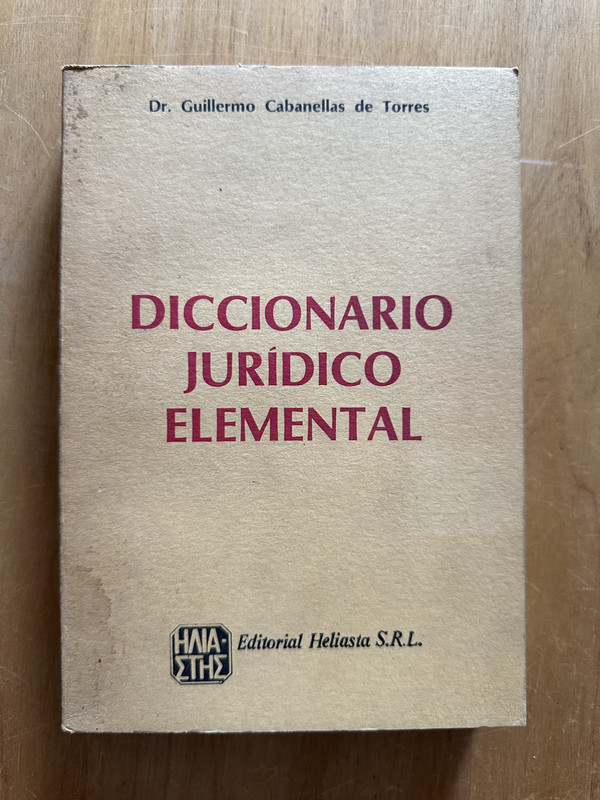 Dr. Guillermo Cabanellas de Torres
DICCIONARIO
JURÍDICO
ELEMENTAL
ΗΛΙΑ-
ΣΤΗΣ
Editorial Heliasta S.R.L.